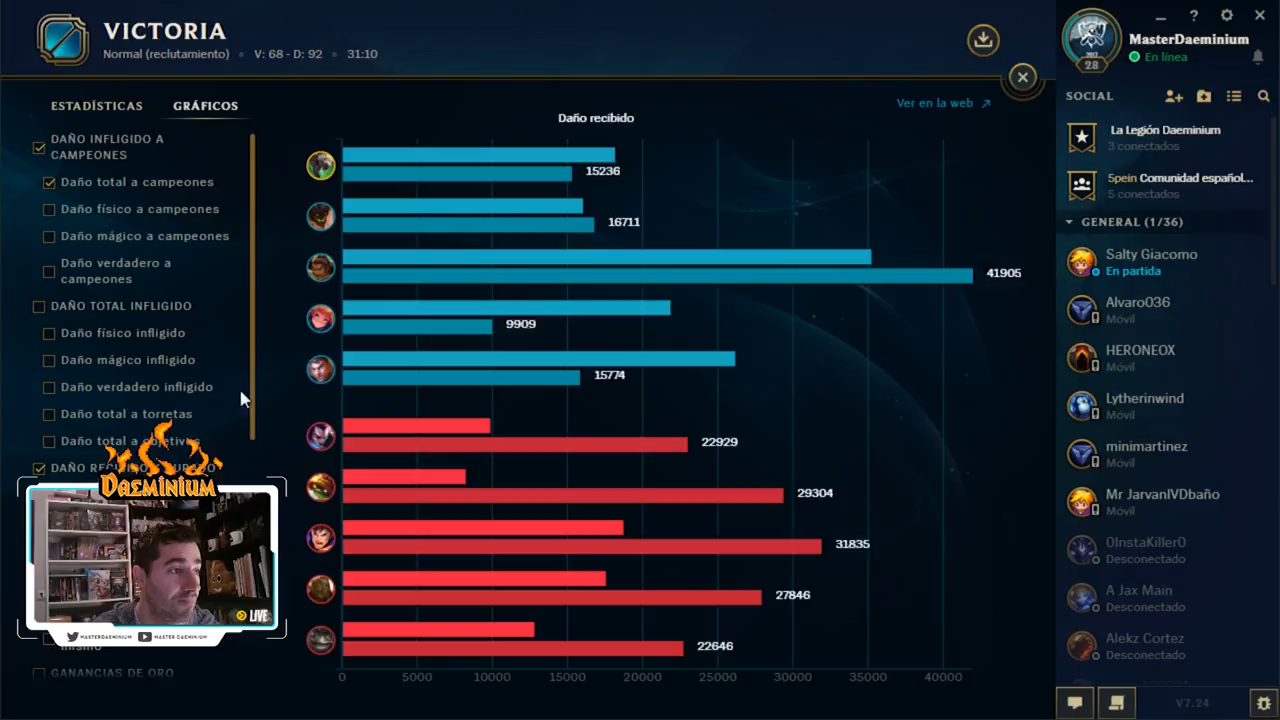 VICTORIA
Normal (reclutamiento) • V: 68 - D: 92 • 31:10
ESTADÍSTICAS GRÁFICOS
Ver en la web
DAÑO INFLIGIDO A
CAMPEONES
Daño total a campeones
Daño físico a campeones
Daño mágico a campeones
Daño verdadero a
campeones
DAÑO TOTAL INFLIGIDO
Daño físico infligido
Daño mágico infligido
Daño verdadero infligido
Daño total a torretas
Daño total a objetivos
DAÑO
mismo
GANANCIAS DE ORO
DAEMINIUM
LIVE
MASTERDAEMINIUM MASTER DAEMINIUM
Daño recibido
15236
16711
41905
9909
15774
22929
29304
31835
27846
22646
0 5000 10000 15000 20000 25000 30000 35000 40000
?
28
MasterDaeminium
En línea
SOCIAL
La Legión Daeminium
3 conectados
5pein Comunidad español...
5 conectados
GENERAL (1/36)
Salty Giacomo
En partida
Alvaro036
Móvil
HERONEOX
Móvil
Lytherinwind
Móvil
minimartinez
Móvil
Mr JarvanIVDbaño
Móvil
0InstaKiller0
Desconectado
A Jax Main
Desconectado
Alekz Cortez
Desconectado
V7.24